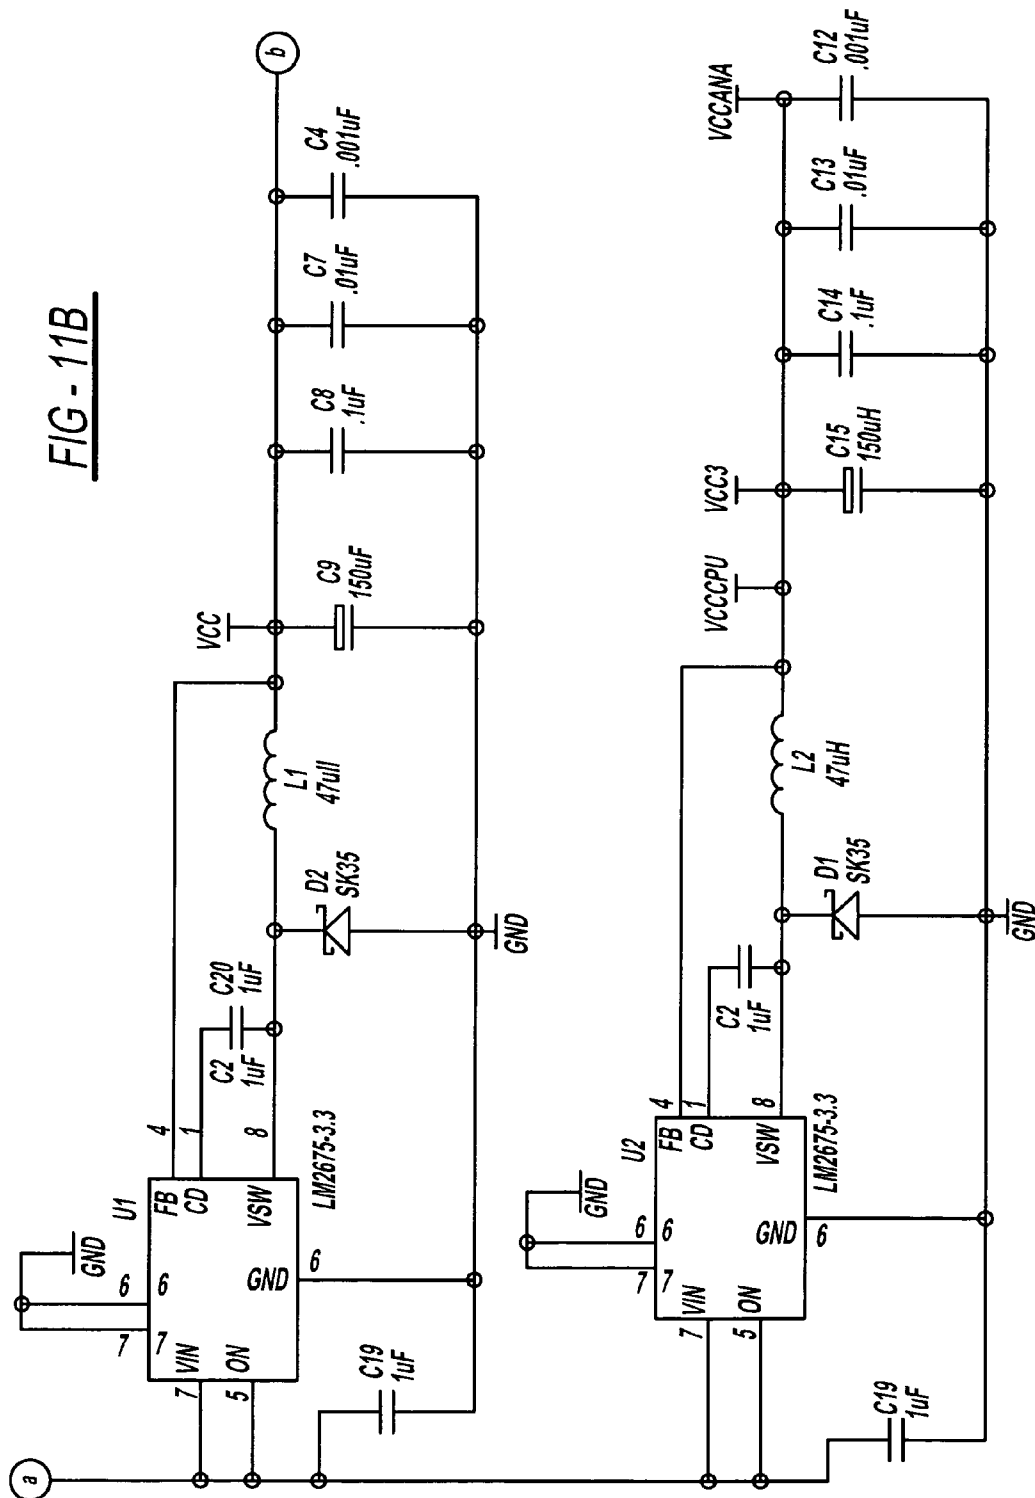 FIG - 11B
a
7
7
6
6
GND
U1
FB
CD
VSW
VIN
ON
GND
7
5
6
4
1
8
LM2675-3.3
C19
1uF
C2
1uF
C20
1uF
D2
SK35
GND
L1
47ull
VCC
C9
150uF
C8
.1uF
C7
.01uF
C4
.001uF
b
7
7
6
6
GND
U2
FB
CD
VSW
VIN
ON
GND
7
5
6
4
1
8
LM2675-3.3
C19
1uF
C2
1uF
D1
SK35
GND
L2
47uH
VCCCPU
VCC3
C15
150uH
C14
.1uF
C13
.01uF
VCCANA
C12
.001uF